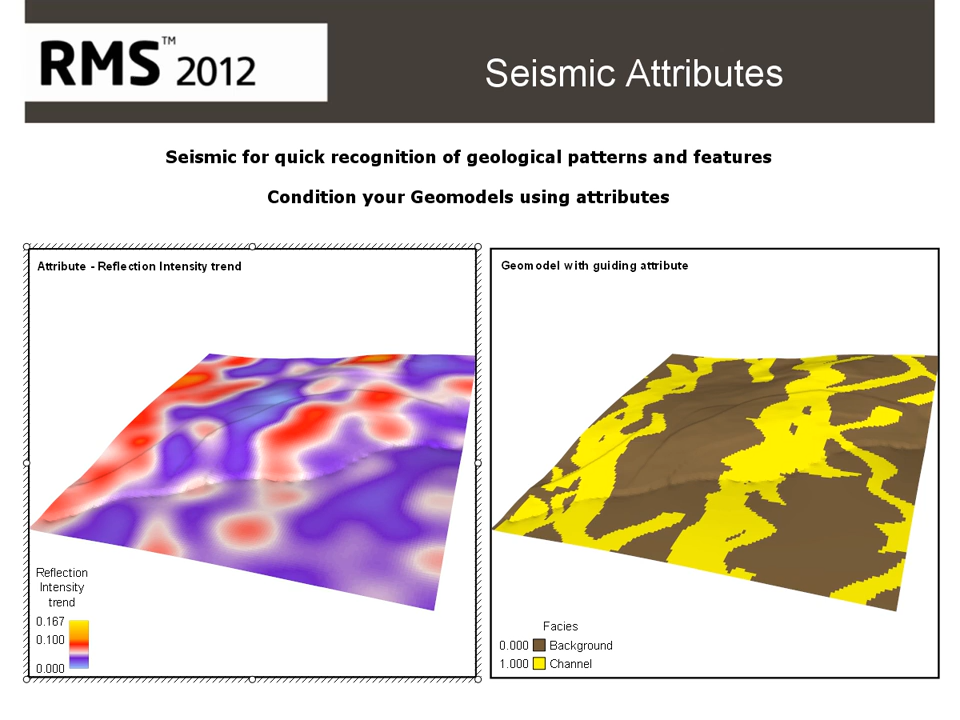 RMS™ 2012
Seismic Attributes
Seismic for quick recognition of geological patterns and features
Condition your Geomodels using attributes
Attribute - Reflection Intensity trend
Reflection
Intensity
trend
0.167
0.100
0.000
Geomodel with guiding attribute
Facies
0.000 Background
1.000 Channel